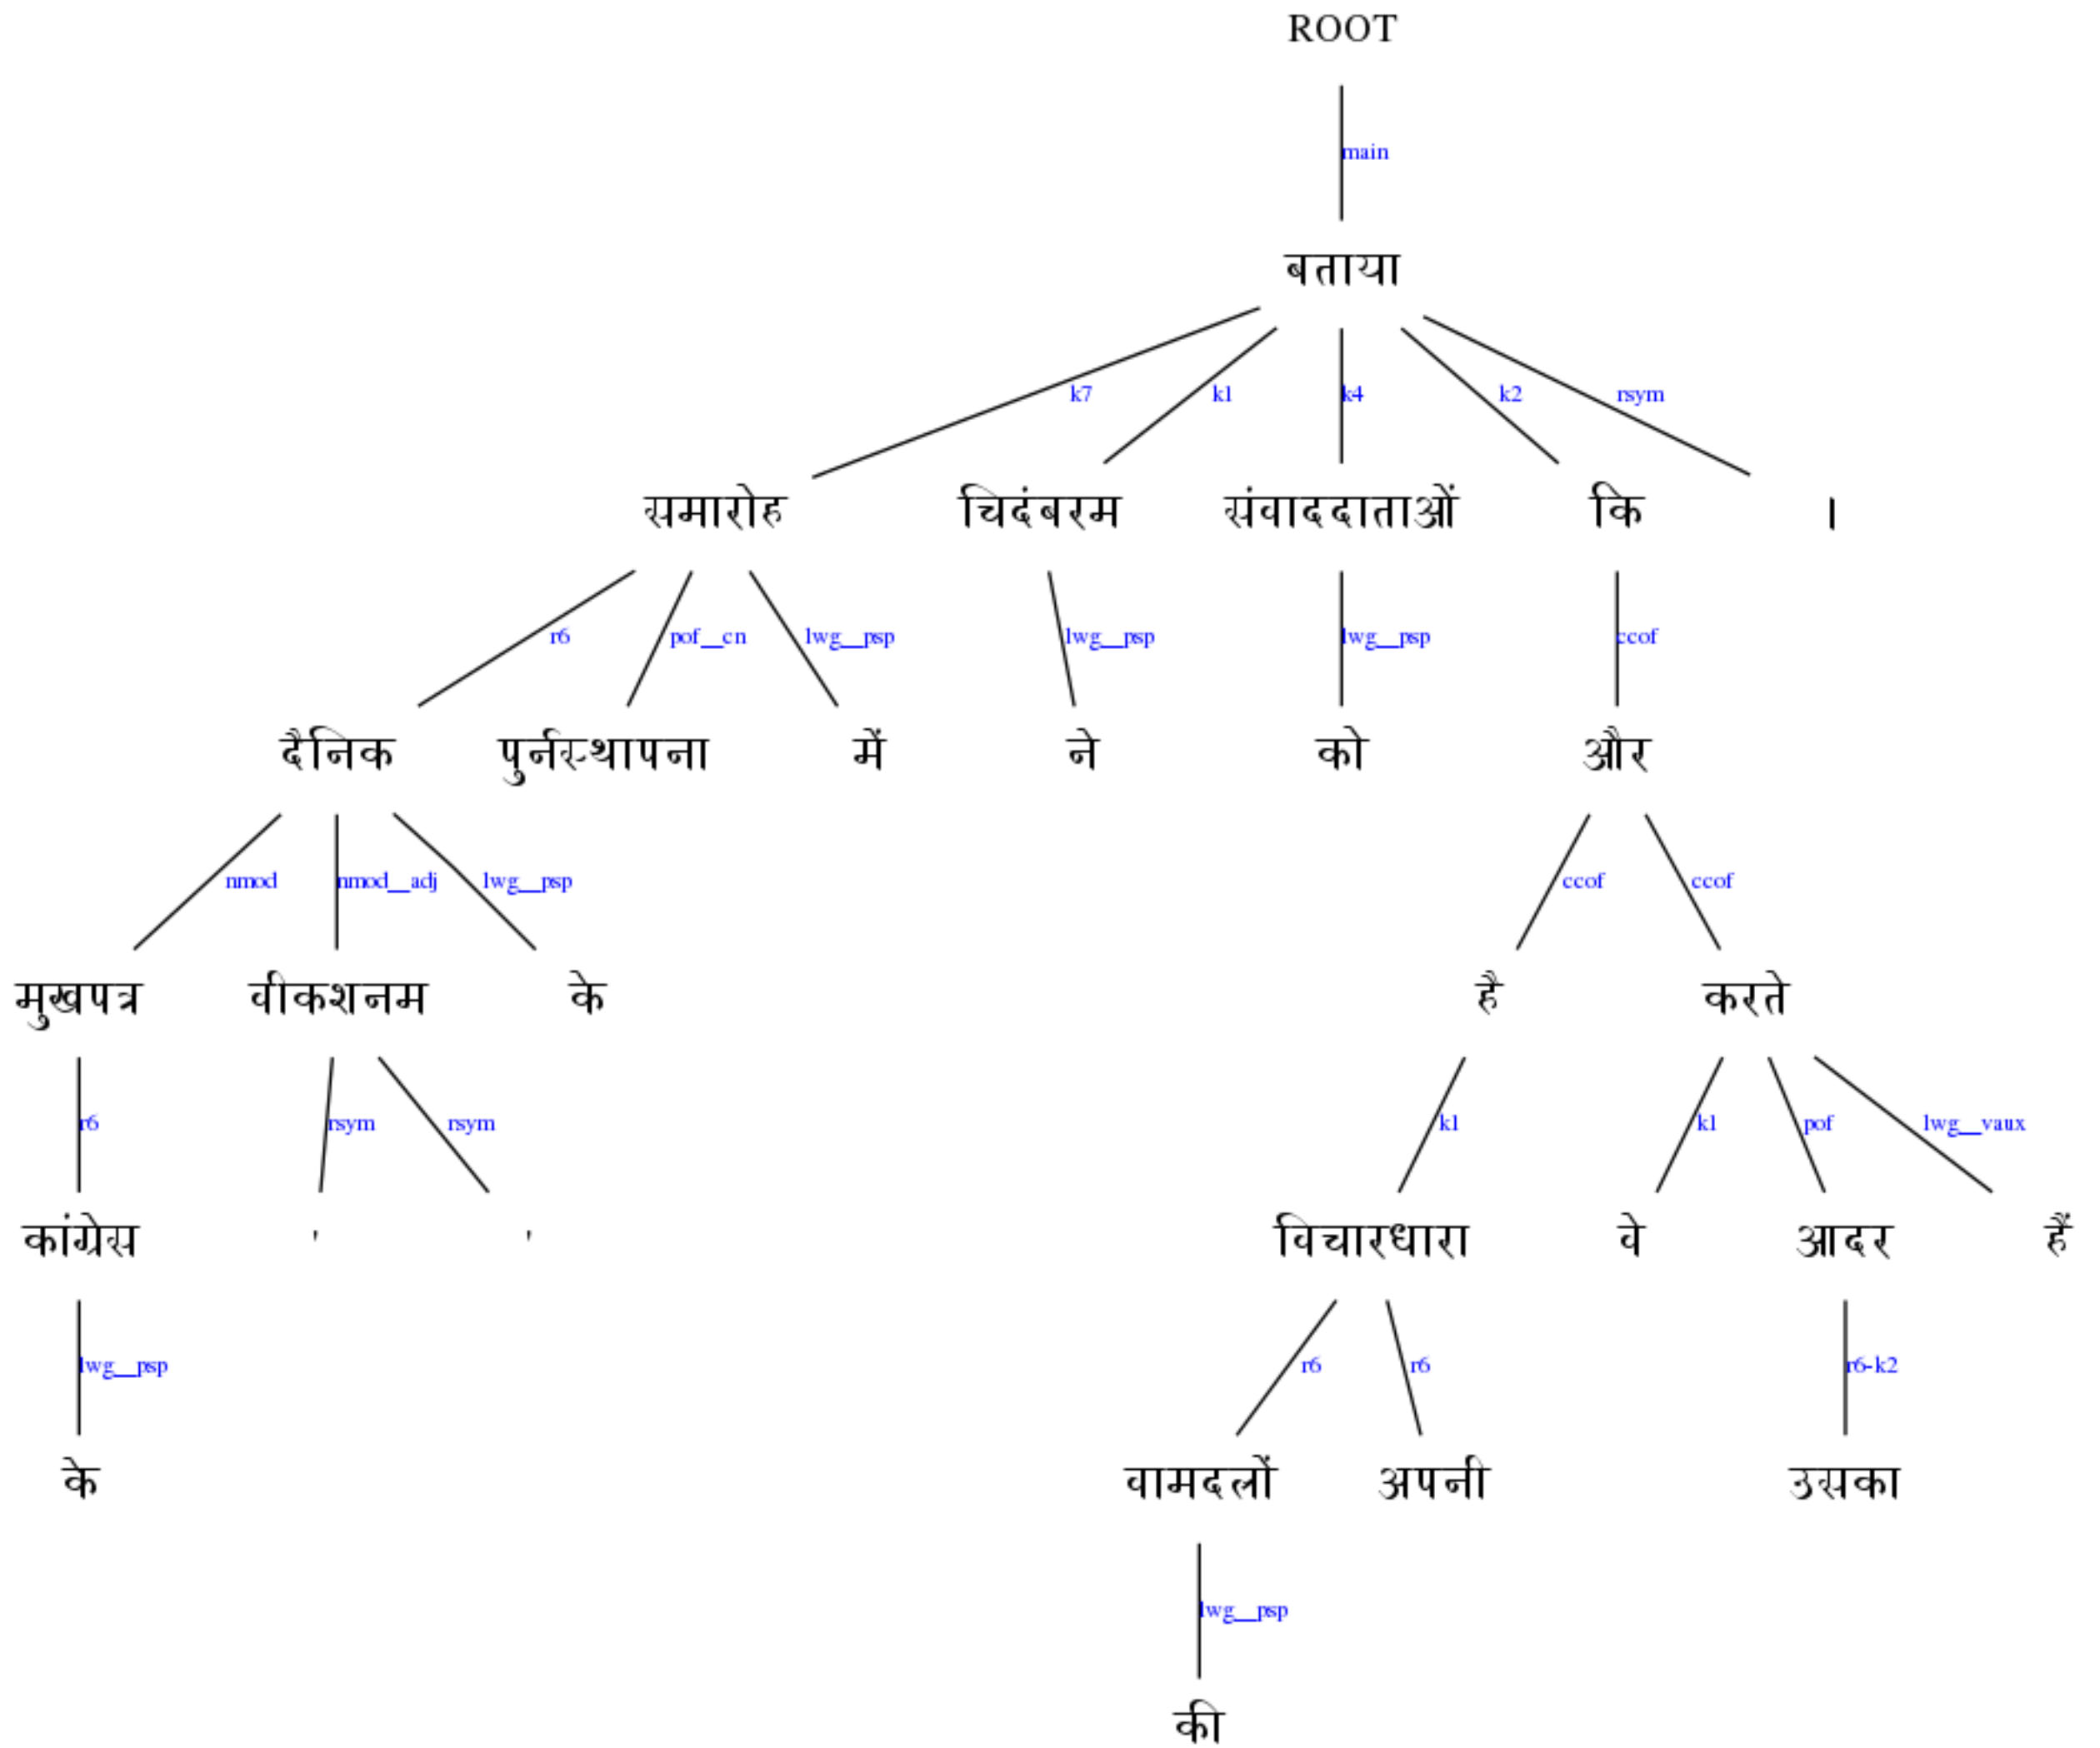 ROOT
main
बताया
k7 k1 k4 k2 rsym
समारोह चिदंबरम संवाददाताओं कि ।
r6 pof__cn lwg__psp lwg__psp lwg__psp ccof
दैनिक पुर्नस्थापना में ने को और
nmod nmod__adj lwg__psp ccof ccof
मुखपत्र वीकशनम के है करते
r6 rsym rsym k1 k1 pof lwg__vaux
कांग्रेस ' ' विचारधारा वे आदर हैं
lwg__psp r6 r6 r6-k2
के वामदलों अपनी उसका
lwg__psp
की